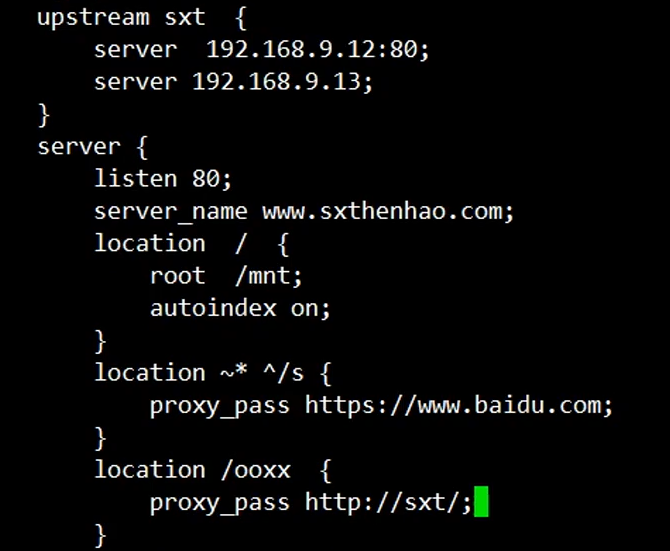 upstream sxt  {
    server  192.168.9.12:80;
    server 192.168.9.13;
}
server {
    listen 80;
    server_name www.sxthenhao.com;
    location  /  {
        root  /mnt;
        autoindex on;
    }
    location ~* ^/s {
        proxy_pass https://www.baidu.com;
    }
    location /ooxx  {
        proxy_pass http://sxt/;
    }